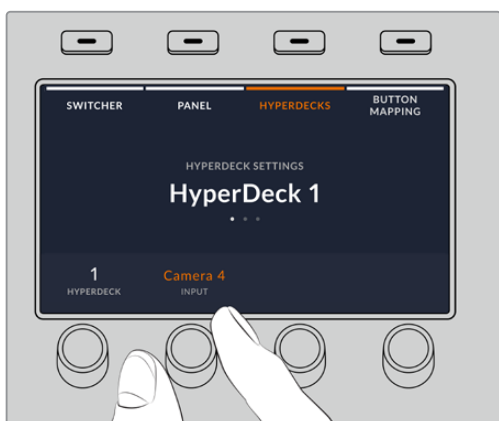 SWITCHER
PANEL
HYPERDECKS
BUTTON
MAPPING
HYPERDECK SETTINGS
HyperDeck 1
1
HYPERDECK
Camera 4
INPUT